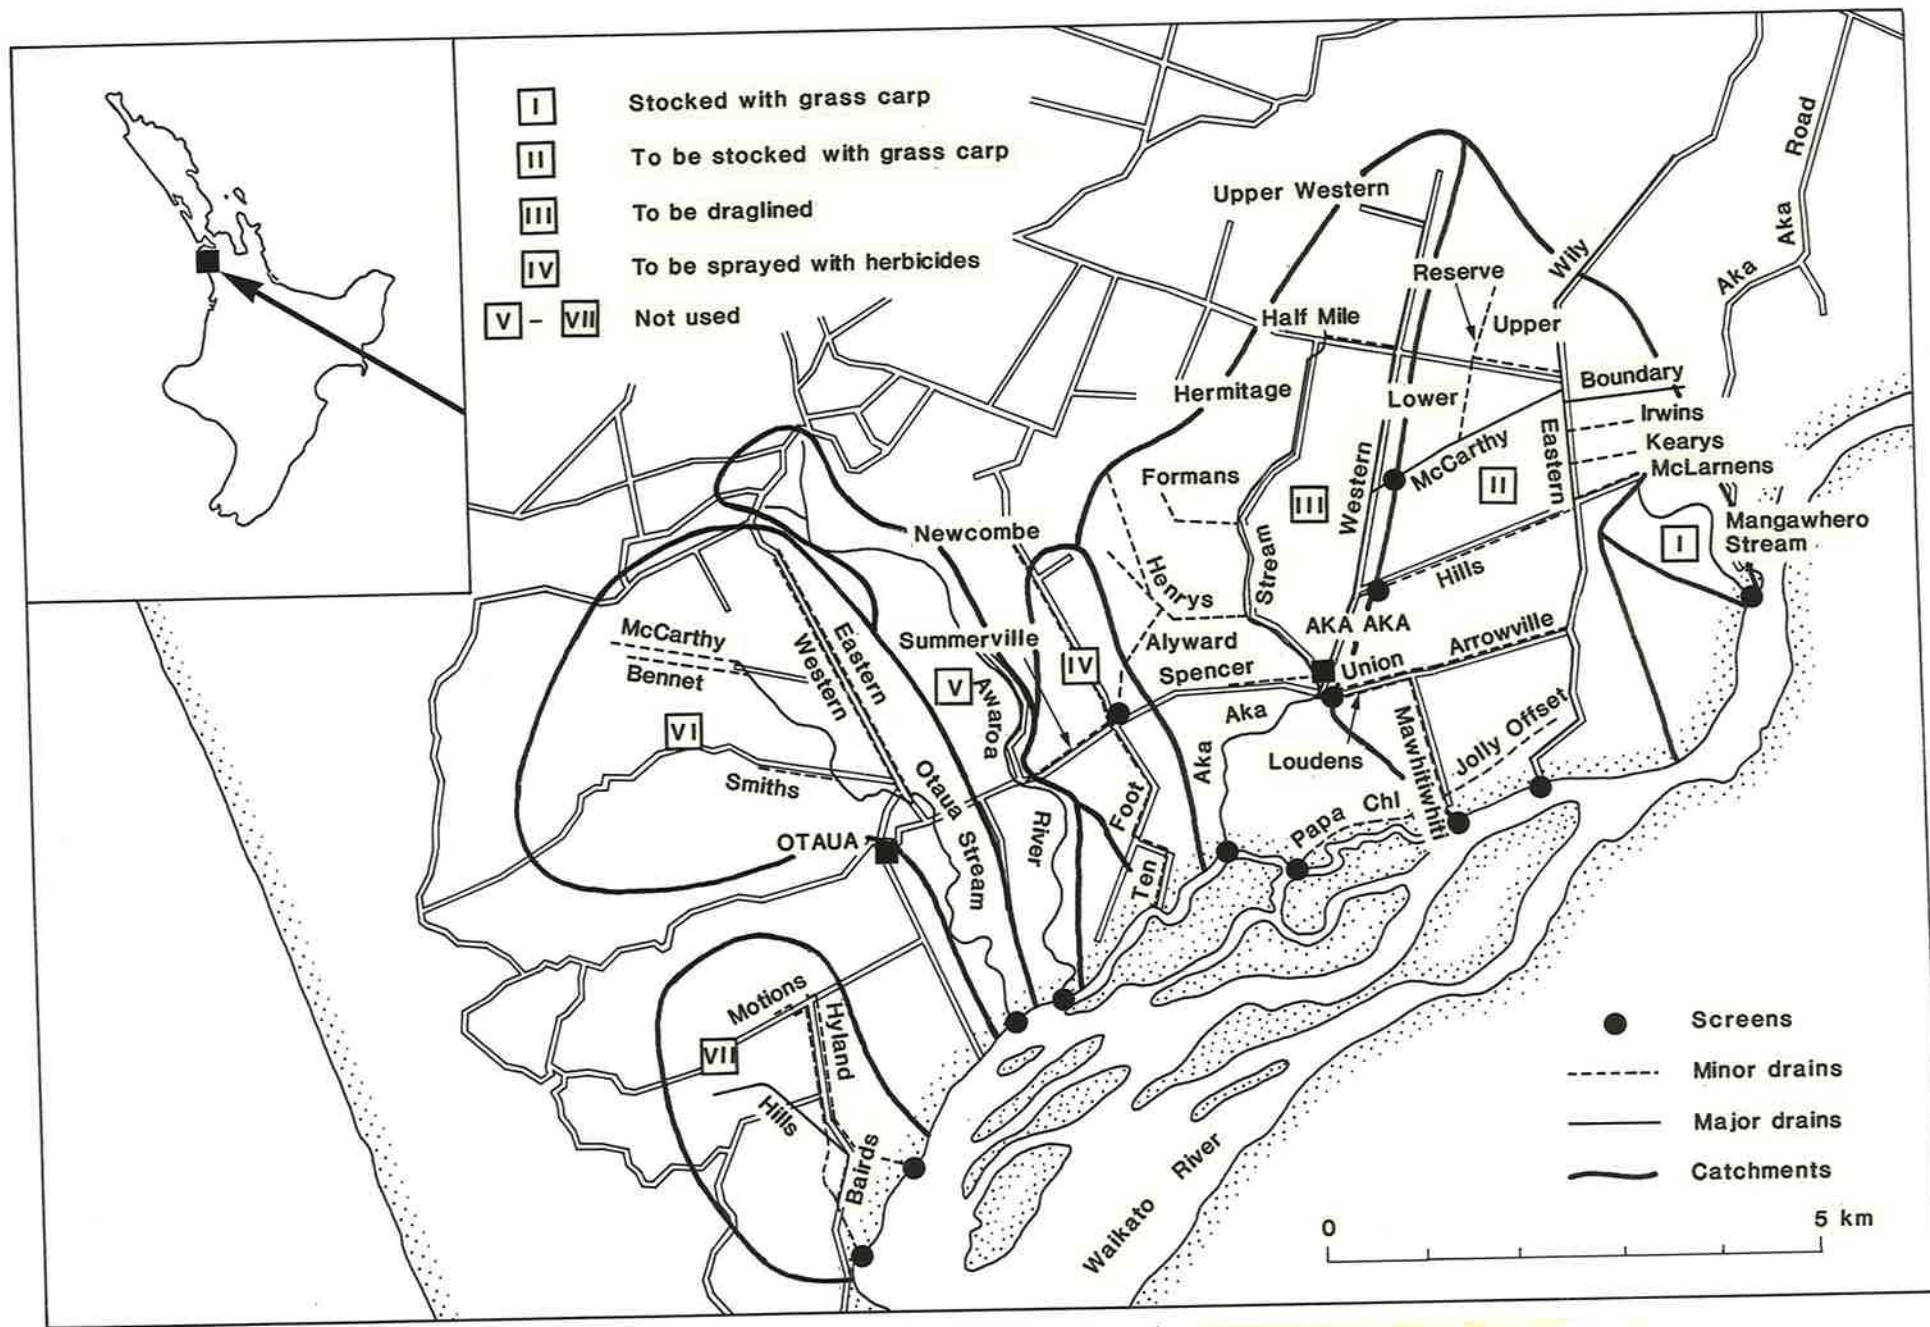 I Stocked with grass carp
II To be stocked with grass carp
III To be draglined
IV To be sprayed with herbicides
V – VII Not used
Road
Aka
Aka
Upper Western
Wily
Reserve
Half Mile
Upper
Boundary
Hermitage
Lower
Irwins
Kearys
McLarnens
Eastern
McCarthy
Western
Formans
II
III
Mangawhero
Stream
I
Newcombe
Henrys
Stream
Hills
AKA AKA
Arrowville
McCarthy
Bennet
Eastern
Western
Summerville
IV
Alyward
Spencer
Union
V
Awaroa
Aka
Aka
Loudens
Mawhitiwhiti
Jolly Offset
VI
Smiths
Otaua
Stream
River
Foot
Papa Chl
OTAUA
Ten
Motions
Hyland
VII
Hills
Bairds
Waikato River
Screens
Minor drains
Major drains
Catchments
0 5 km